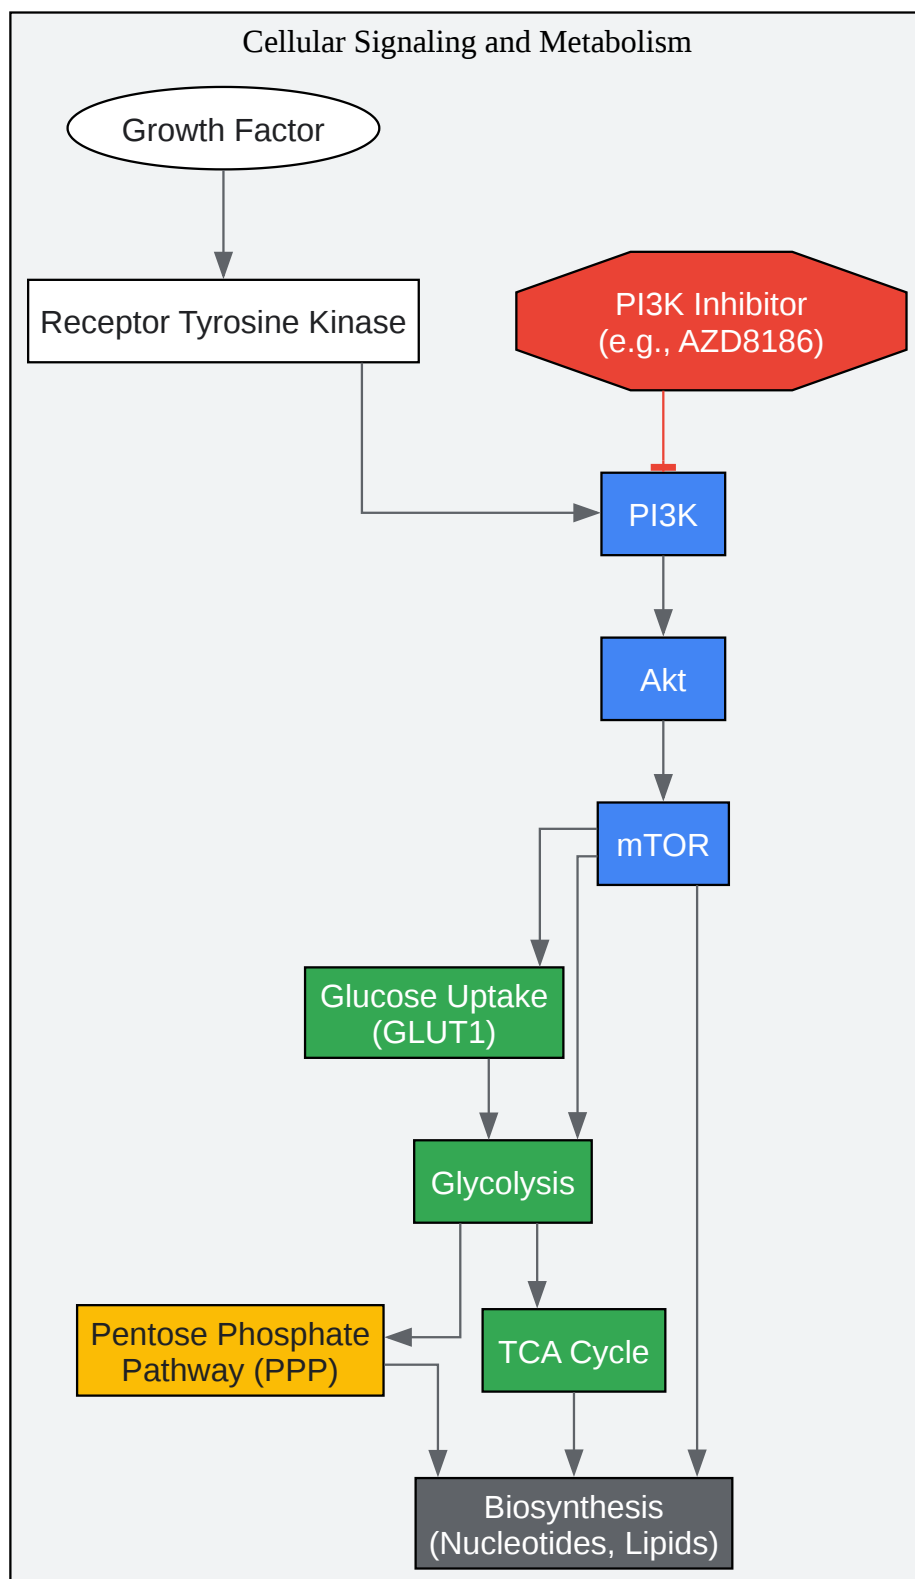 Cellular Signaling and Metabolism
Growth Factor
Receptor Tyrosine Kinase
PI3K Inhibitor
(e.g., AZD8186)
PI3K
Akt
mTOR
Glucose Uptake
(GLUT1)
Glycolysis
Pentose Phosphate
Pathway (PPP)
TCA Cycle
Biosynthesis
(Nucleotides, Lipids)